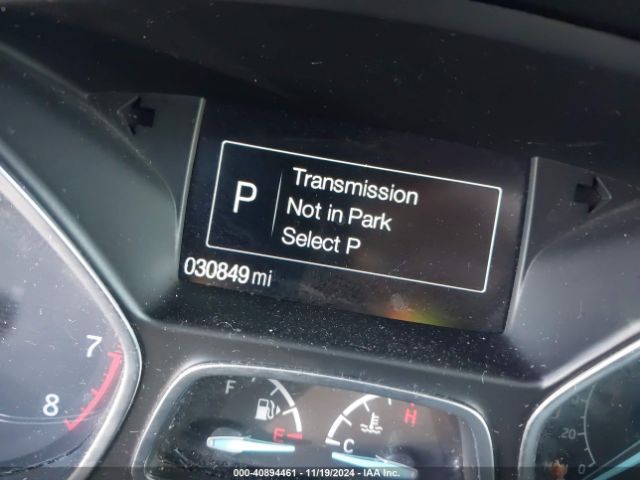 P
Transmission
Not in Park
Select P
030849 mi
7
8
F
E
H
C
20
0
000-40894461 - 11/19/2024 - IAA Inc.